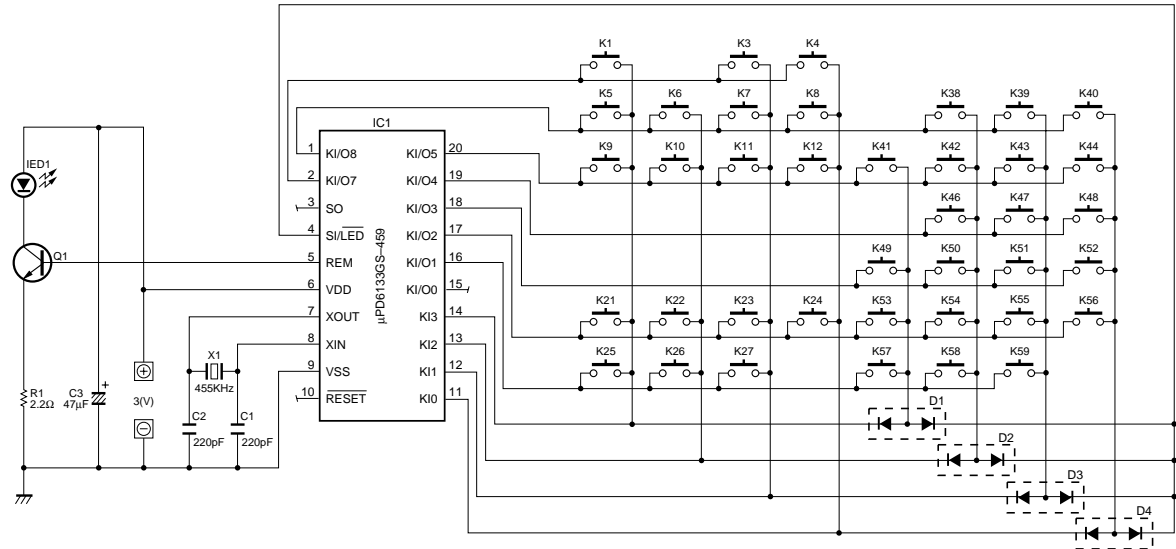 K1 K3 K4
K5 K6 K7 K8 K38 K39 K40
IC1
K9 K10 K11 K12 K41 K42 K43 K44
1 KI/O8 KI/O5 20
IED1
2 KI/O7 KI/O4 19
K46 K47 K48
3 SO KI/O3 18
4 SI/LED KI/O2 17
K49 K50 K51 K52
Q1
5 REM KI/O1 16
6 VDD KI/O0 15
µPD6133GS–459
K21 K22 K23 K24 K53 K54 K55 K56
7 XOUT KI3 14
8 XIN KI2 13
X1
455KHz
K25 K26 K27 K57 K58 K59
9 VSS KI1 12
10 RESET KI0 11
R1
2.2Ω
C3
47µF
+
3(V)
+
−
C2
220pF
C1
220pF
D1
D2
D3
D4